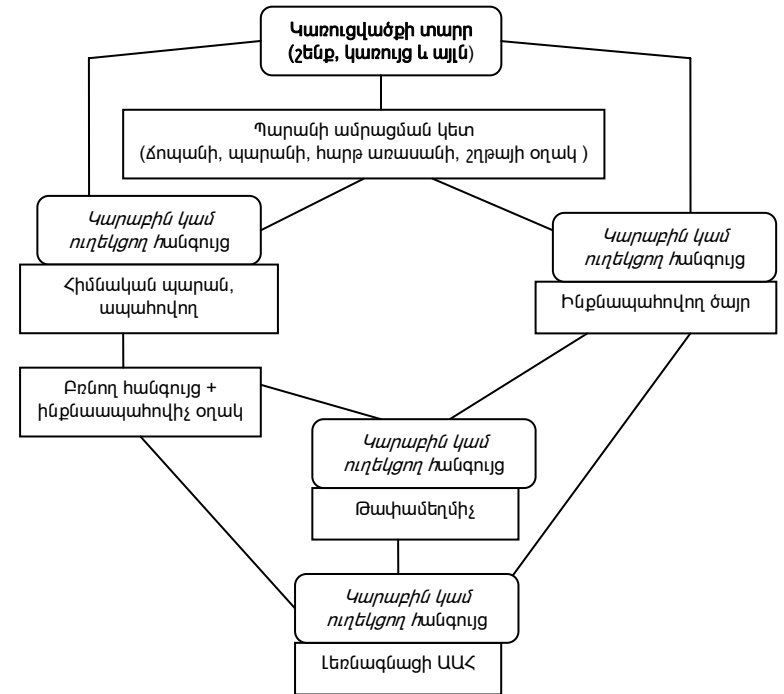 Կառուցվածքի տարր
(շենք, կառույց և այլն)
Պարանի ամրացման կետ
(Ճոպանի, պարանի, հարթ առասանի, շղթայի օղակ )
Կարաբին կամ
ուղեկցող հանգույց
Հիմնական պարան,
ապահովող
Կարաբին կամ
ուղեկցող հանգույց
Ինքնապահովող ծայր
Բռնող հանգույց +
ինքնաապահովիչ օղակ
Կարաբին կամ
ուղեկցող հանգույց
Թափամեղմիչ
Կարաբին կամ
ուղեկցող հանգույց
Լեռնագնացի ԱԱՀ